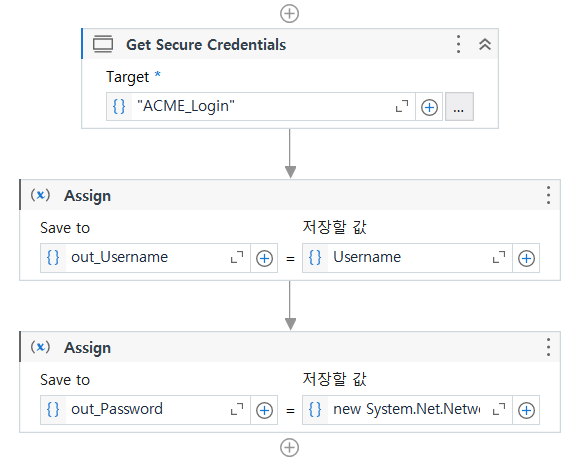 Get Secure Credentials
Target *
{} "ACME_Login" ...
(x) Assign
Save to 저장할 값
{} out_Username = {} Username
(x) Assign
Save to 저장할 값
{} out_Password = {} new System.Net.Netwo